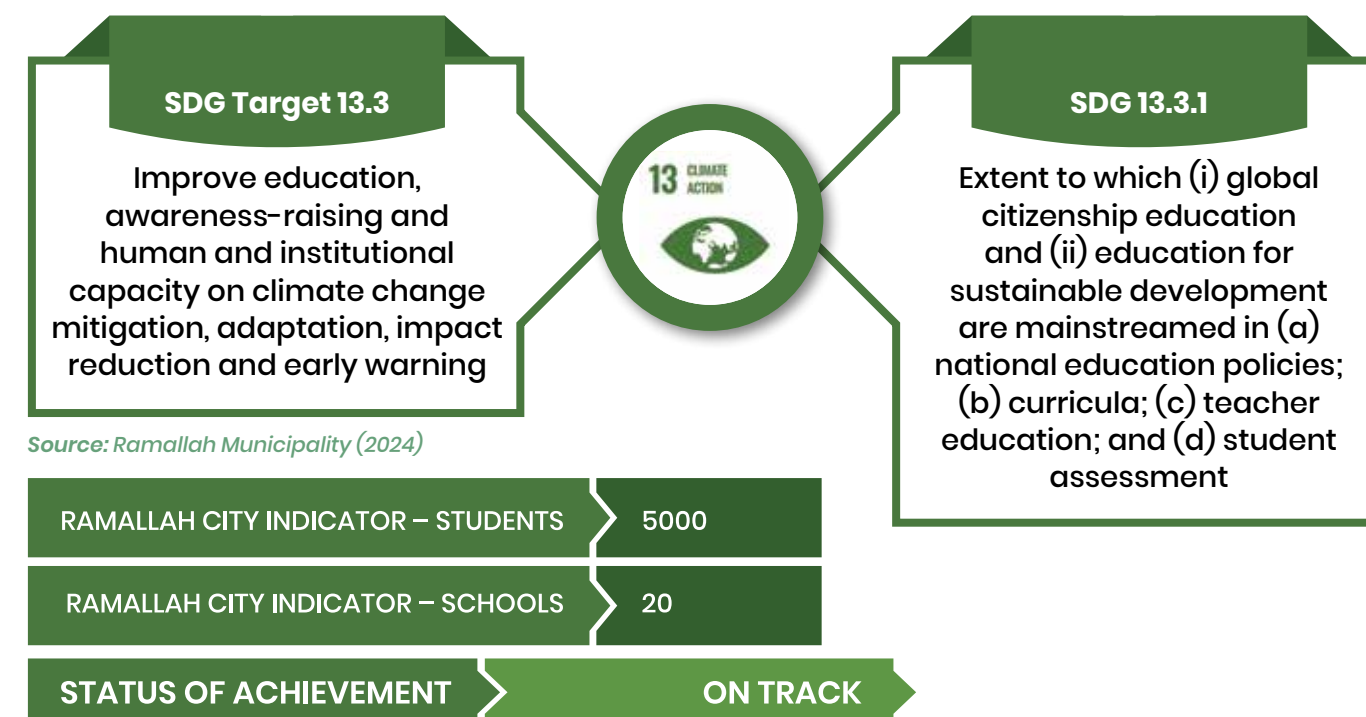 SDG Target 13.3
Improve education,
awareness-raising and
human and institutional
capacity on climate change
mitigation, adaptation, impact
reduction and early warning
13 CLIMATE
ACTION
SDG 13.3.1
Extent to which (i) global
citizenship education
and (ii) education for
sustainable development
are mainstreamed in (a)
national education policies;
(b) curricula; (c) teacher
education; and (d) student
assessment
Source: Ramallah Municipality (2024)
RAMALLAH CITY INDICATOR – STUDENTS 5000
RAMALLAH CITY INDICATOR – SCHOOLS 20
STATUS OF ACHIEVEMENT ON TRACK